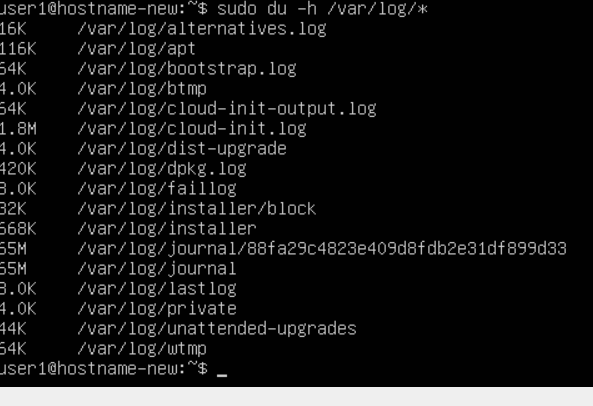 user1@hostname-new:~$ sudo du -h /var/log/*
16K /var/log/alternatives.log
116K /var/log/apt
64K /var/log/bootstrap.log
4.0K /var/log/btmp
64K /var/log/cloud-init-output.log
1.8M /var/log/cloud-init.log
4.0K /var/log/dist-upgrade
420K /var/log/dpkg.log
8.0K /var/log/faillog
32K /var/log/installer/block
668K /var/log/installer
65M /var/log/journal/88fa29c4823e409d8fdb2e31df899d33
65M /var/log/journal
8.0K /var/log/lastlog
4.0K /var/log/private
44K /var/log/unattended-upgrades
64K /var/log/wtmp
user1@hostname-new:~$ _